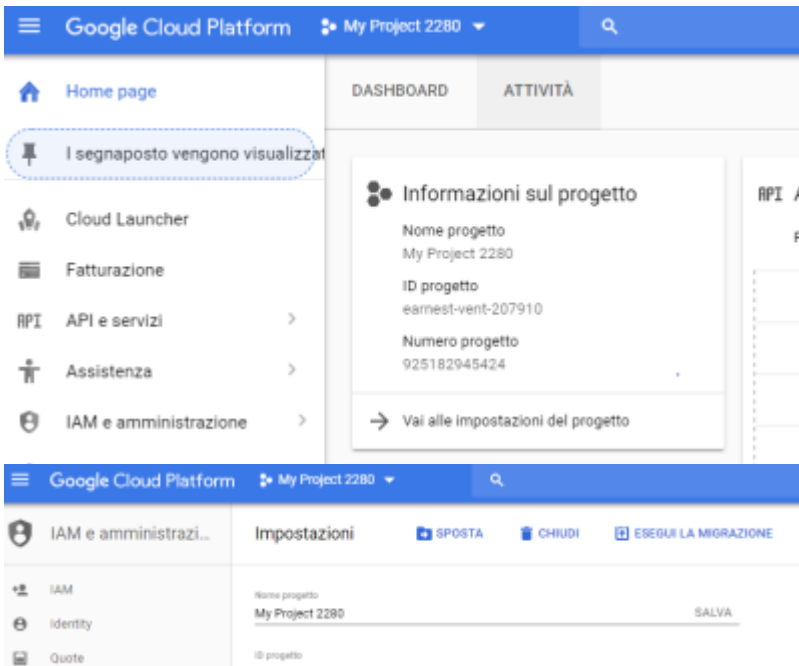 Google Cloud Platform My Project 2280
Home page
DASHBOARD ATTIVITÀ
I segnaposto vengono visualizzat
Informazioni sul progetto
API A
Nome progetto
My Project 2280
Cloud Launcher
Fatturazione
ID progetto
earnest-vent-207910
API API e servizi
Numero progetto
925182945424
Assistenza
IAM e amministrazione
Vai alle impostazioni del progetto
Google Cloud Platform My Project 2280
IAM e amministrazi...
Impostazioni SPOSTA CHIUDI ESEGUI LA MIGRAZIONE
IAM
Identity
Quote
Nome progetto
My Project 2280 SALVA
ID progetto